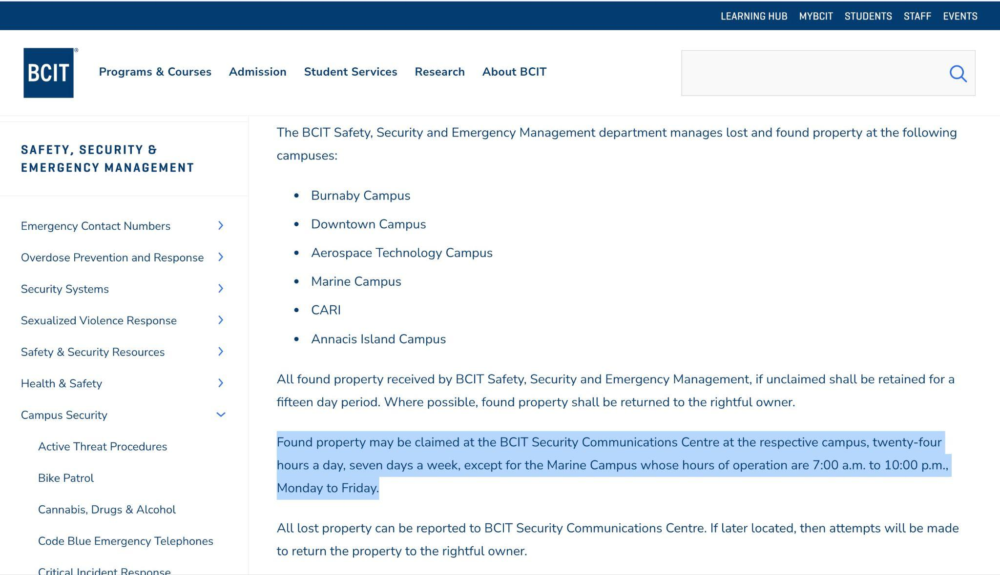 LEARNING HUB MYBCIT STUDENTS STAFF EVENTS
BCIT®
Programs & Courses Admission Student Services Research About BCIT
SAFETY, SECURITY &
EMERGENCY MANAGEMENT
Emergency Contact Numbers
Overdose Prevention and Response
Security Systems
Sexualized Violence Response
Safety & Security Resources
Health & Safety
Campus Security
Active Threat Procedures
Bike Patrol
Cannabis, Drugs & Alcohol
Code Blue Emergency Telephones
Critical Incident Response
The BCIT Safety, Security and Emergency Management department manages lost and found property at the following
campuses:
• Burnaby Campus
• Downtown Campus
• Aerospace Technology Campus
• Marine Campus
• CARI
• Annacis Island Campus
All found property received by BCIT Safety, Security and Emergency Management, if unclaimed shall be retained for a
fifteen day period. Where possible, found property shall be returned to the rightful owner.
Found property may be claimed at the BCIT Security Communications Centre at the respective campus, twenty-four
hours a day, seven days a week, except for the Marine Campus whose hours of operation are 7:00 a.m. to 10:00 p.m.,
Monday to Friday.
All lost property can be reported to BCIT Security Communications Centre. If later located, then attempts will be made
to return the property to the rightful owner.